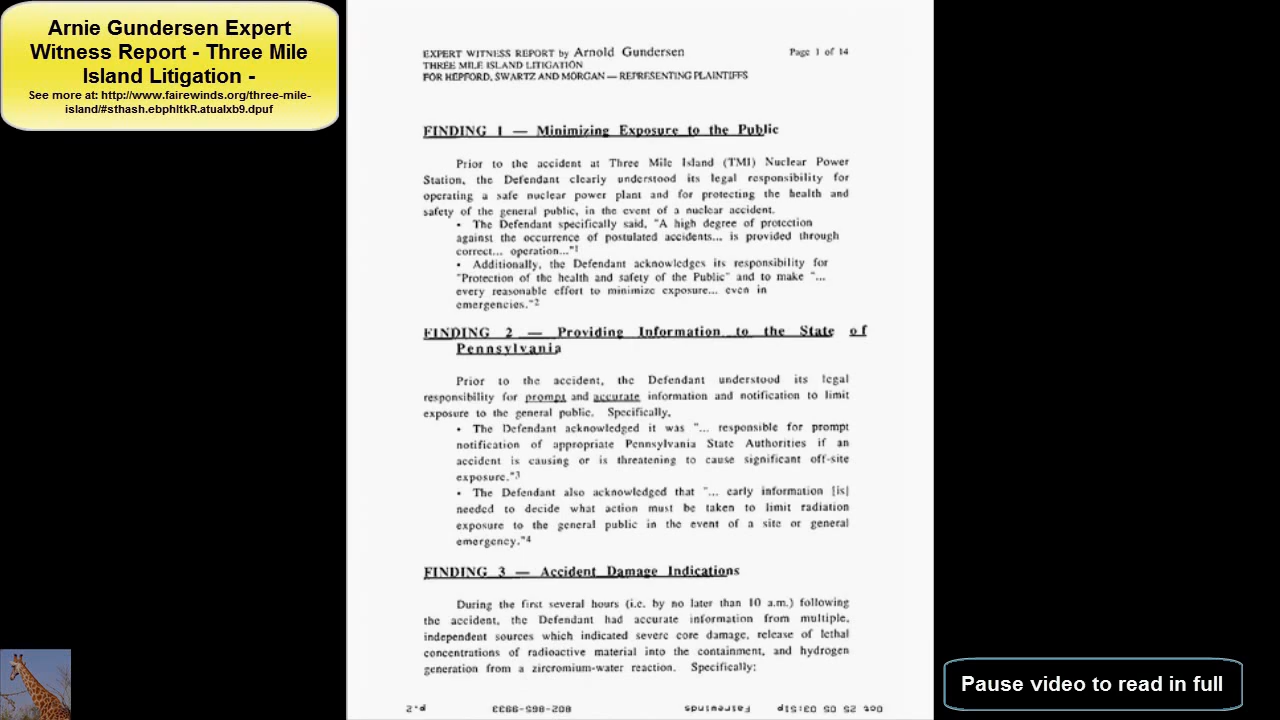 Arnie Gundersen Expert
Witness Report - Three Mile
Island Litigation -
See more at: http://www.fairewinds.org/three-mile-
island/#sthash.ebphltkR.atualxb9.dpuf
EXPERT WITNESS REPORT by Arnold Gundersen Page 1 of 14
THREE MILE ISLAND LITIGATION
FOR HEPFORD, SWARTZ AND MORGAN — REPRESENTING PLAINTIFFS
FINDING 1 — Minimizing Exposure to the Public
Prior to the accident at Three Mile Island (TMI) Nuclear Power
Station, the Defendant clearly understood its legal responsibility for
operating a safe nuclear power plant and for protecting the health and
safety of the general public, in the event of a nuclear accident.
• The Defendant specifically said, "A high degree of protection
against the occurrence of postulated accidents... is provided through
correct... operation..."1
• Additionally, the Defendant acknowledges its responsibility for
"Protection of the health and safety of the Public" and to make "...
every reasonable effort to minimize exposure... even in
emergencies."2
FINDING 2 — Providing Information to the State of
Pennsylvania
Prior to the accident, the Defendant understood its legal
responsibility for prompt and accurate information and notification to limit
exposure to the general public. Specifically,
• The Defendant acknowledged it was "... responsible for prompt
notification of appropriate Pennsylvania State Authorities if an
accident is causing or is threatening to cause significant off-site
exposure."3
• The Defendant also acknowledged that "... early information [is]
needed to decide what action must be taken to limit radiation
exposure to the general public in the event of a site or general
emergency."4
FINDING 3 — Accident Damage Indications
During the first several hours (i.e. by no later than 10 a.m.) following
the accident, the Defendant had accurate information from multiple,
independent sources which indicated severe core damage, release of lethal
concentrations of radioactive material into the containment, and hydrogen
generation from a zircromium-water reaction. Specifically:
Oct 25 05 03:51p Fairewinds 802-865-9933 p.2
Pause video to read in full